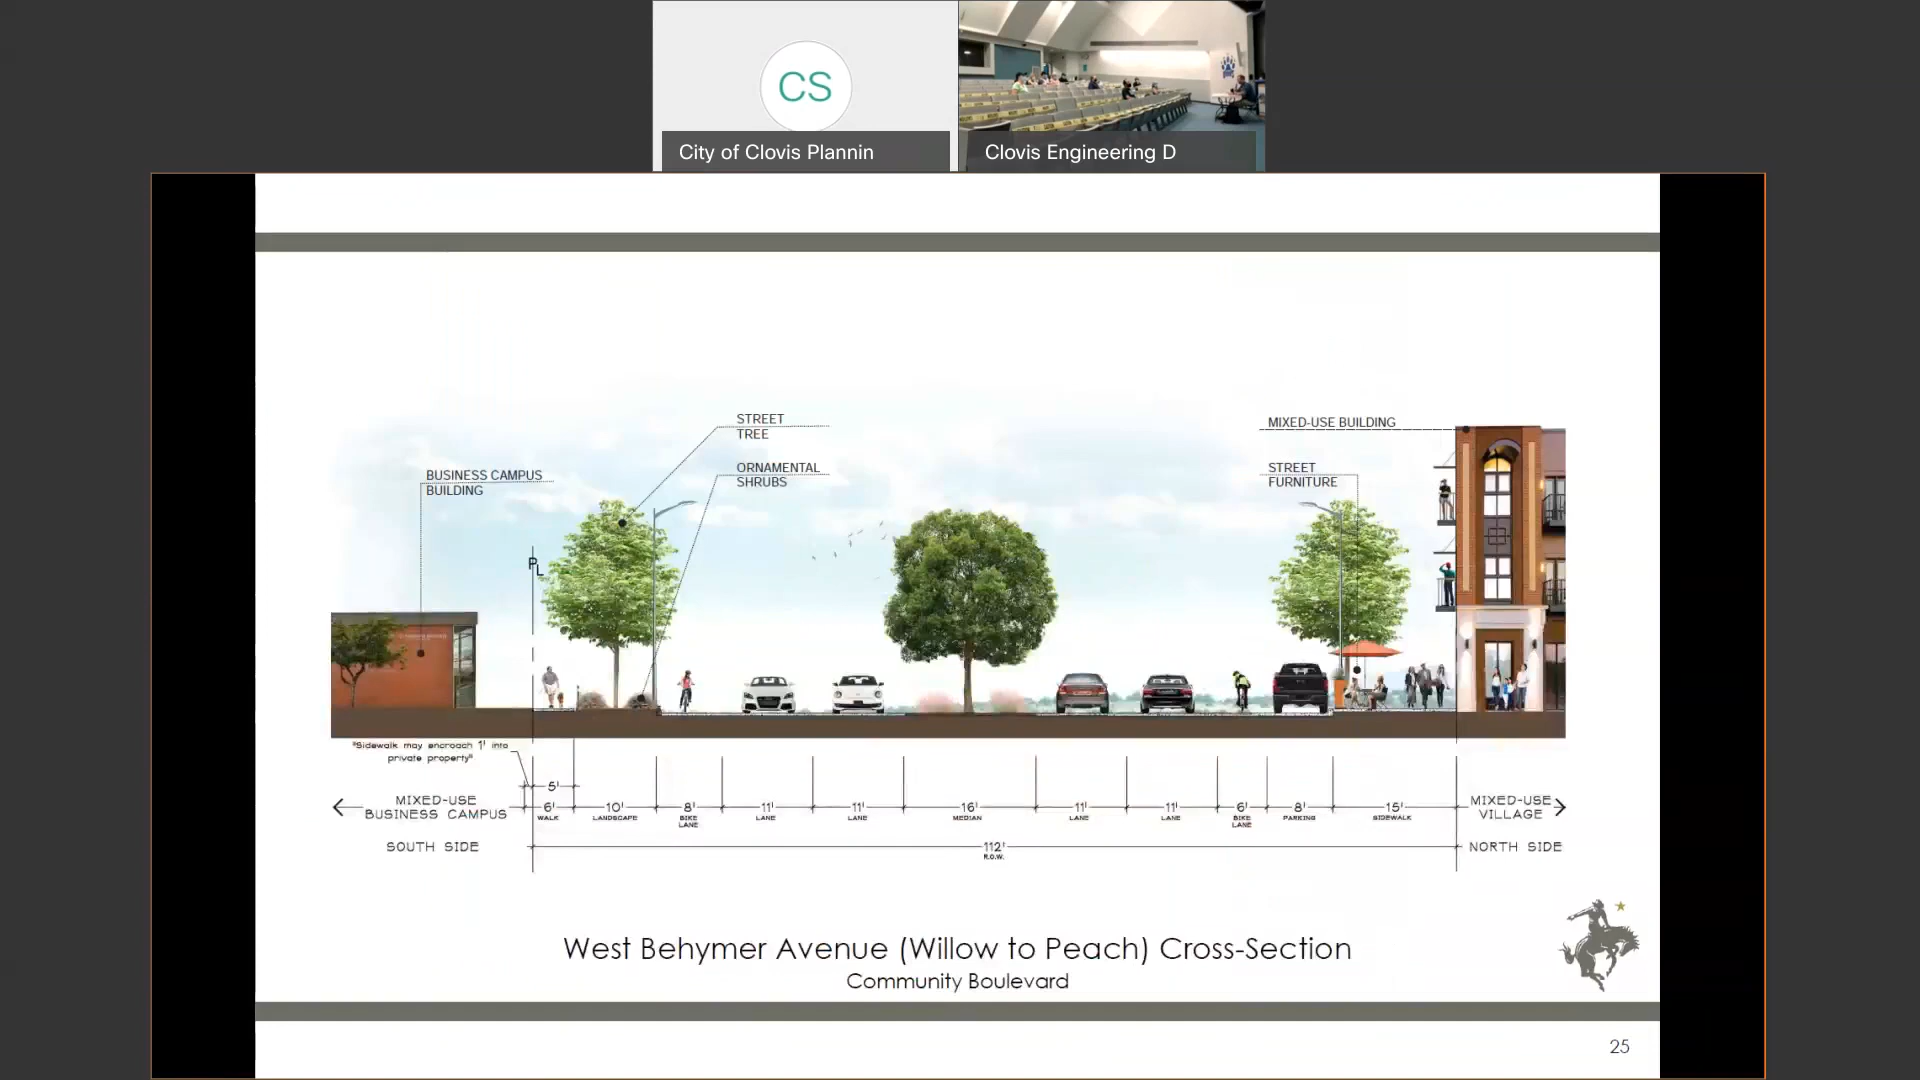 CS
City of Clovis Plannin
Clovis Engineering D
STREET
TREE
MIXED-USE BUILDING
ORNAMENTAL
SHRUBS
STREET
FURNITURE
BUSINESS CAMPUS
BUILDING
PL
"Sidewalk may encroach 1' into
private property"
5'
6' 10' 8' 11' 11' 16' 11' 11' 6' 8' 15'
WALK LANDSCAPE BIKE LANE LANE LANE MEDIAN LANE LANE BIKE LANE PARKING SIDEWALK
MIXED-USE
BUSINESS CAMPUS
MIXED-USE
VILLAGE
SOUTH SIDE
112'
R.O.W.
NORTH SIDE
West Behymer Avenue (Willow to Peach) Cross-Section
Community Boulevard
25